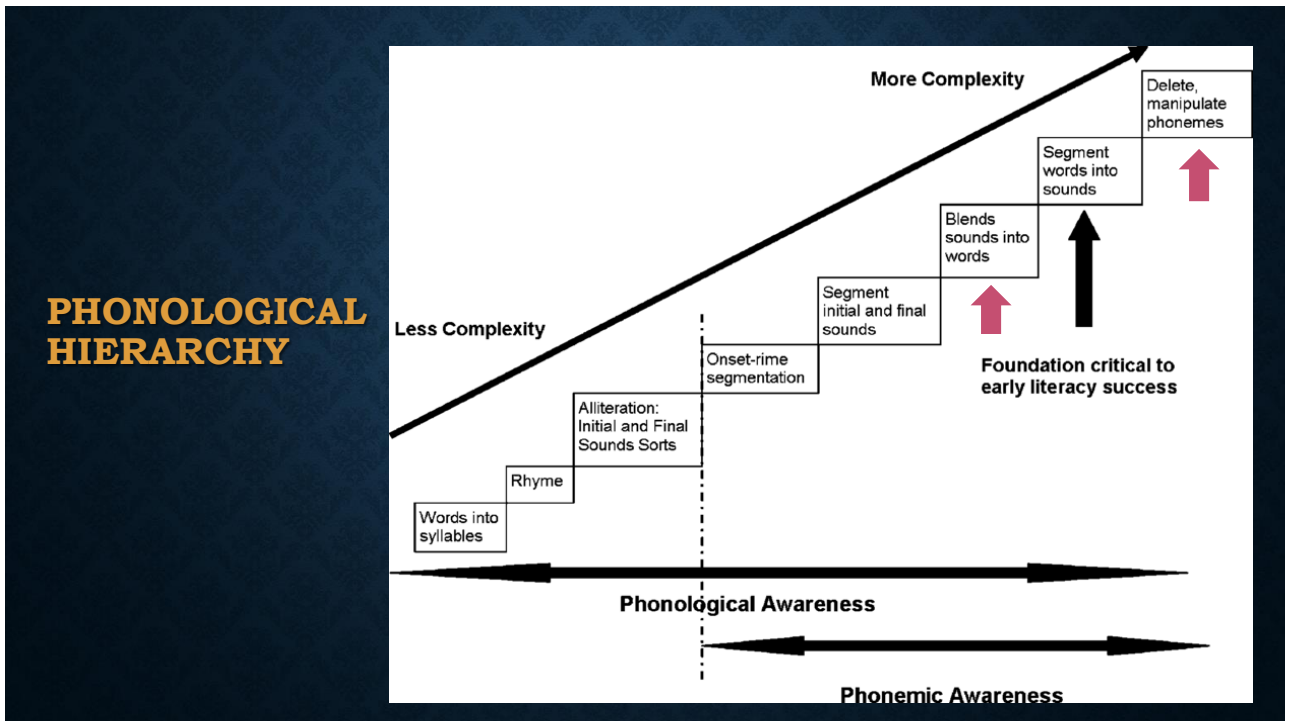 PHONOLOGICAL
HIERARCHY
More Complexity
Less Complexity
Delete,
manipulate
phonemes
Segment
words into
sounds
Blends
sounds into
words
Segment
initial and final
sounds
Onset-rime
segmentation
Alliteration:
Initial and Final
Sounds Sorts
Rhyme
Words into
syllables
Foundation critical to
early literacy success
Phonological Awareness
Phonemic Awareness